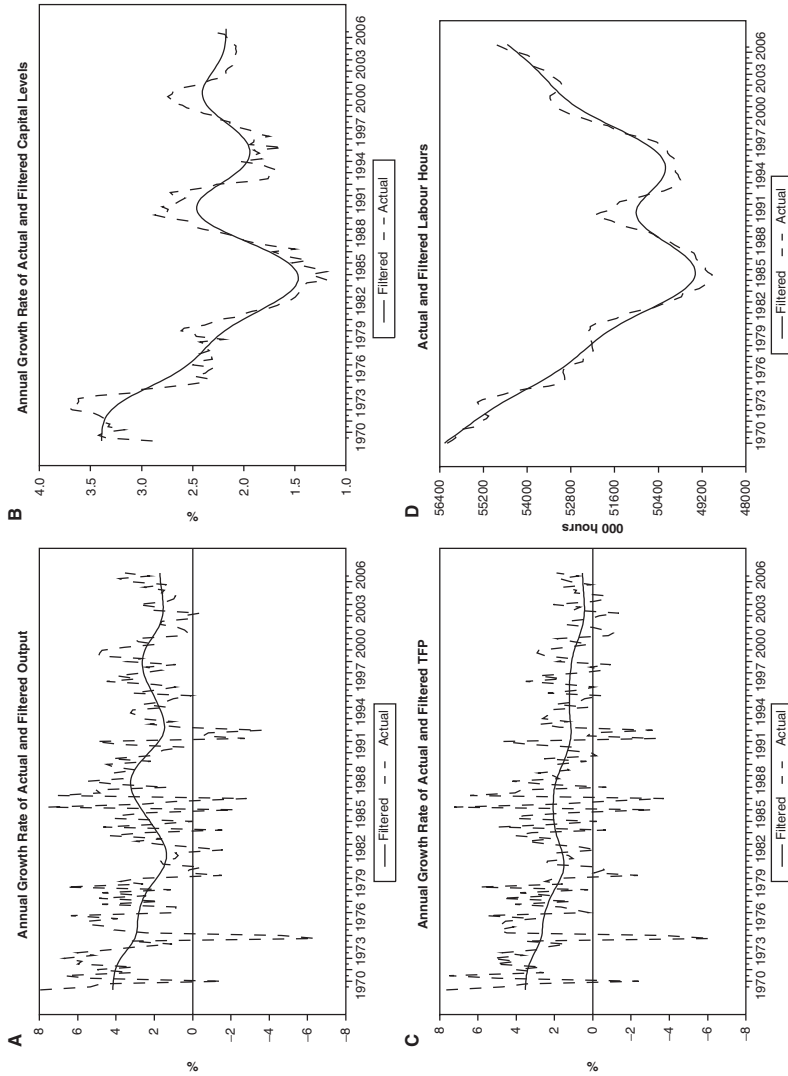 A
Annual Growth Rate of Actual and Filtered Output
8
6
4
2
0
−2
−4
−6
−8
%
1970 1973 1976 1979 1982 1985 1988 1991 1994 1997 2000 2003 2006
Filtered Actual
B
Annual Growth Rate of Actual and Filtered Capital Levels
4.0
3.5
3.0
2.5
2.0
1.5
1.0
%
1970 1973 1976 1979 1982 1985 1988 1991 1994 1997 2000 2003 2006
Filtered Actual
C
Annual Growth Rate of Actual and Filtered TFP
8
6
4
2
0
−2
−4
−6
−8
%
1970 1973 1976 1979 1982 1985 1988 1991 1994 1997 2000 2003 2006
Filtered Actual
D
Actual and Filtered Labour Hours
56400
55200
54000
52800
51600
50400
49200
48000
000 hours
1970 1973 1976 1979 1982 1985 1988 1991 1994 1997 2000 2003 2006
Filtered Actual